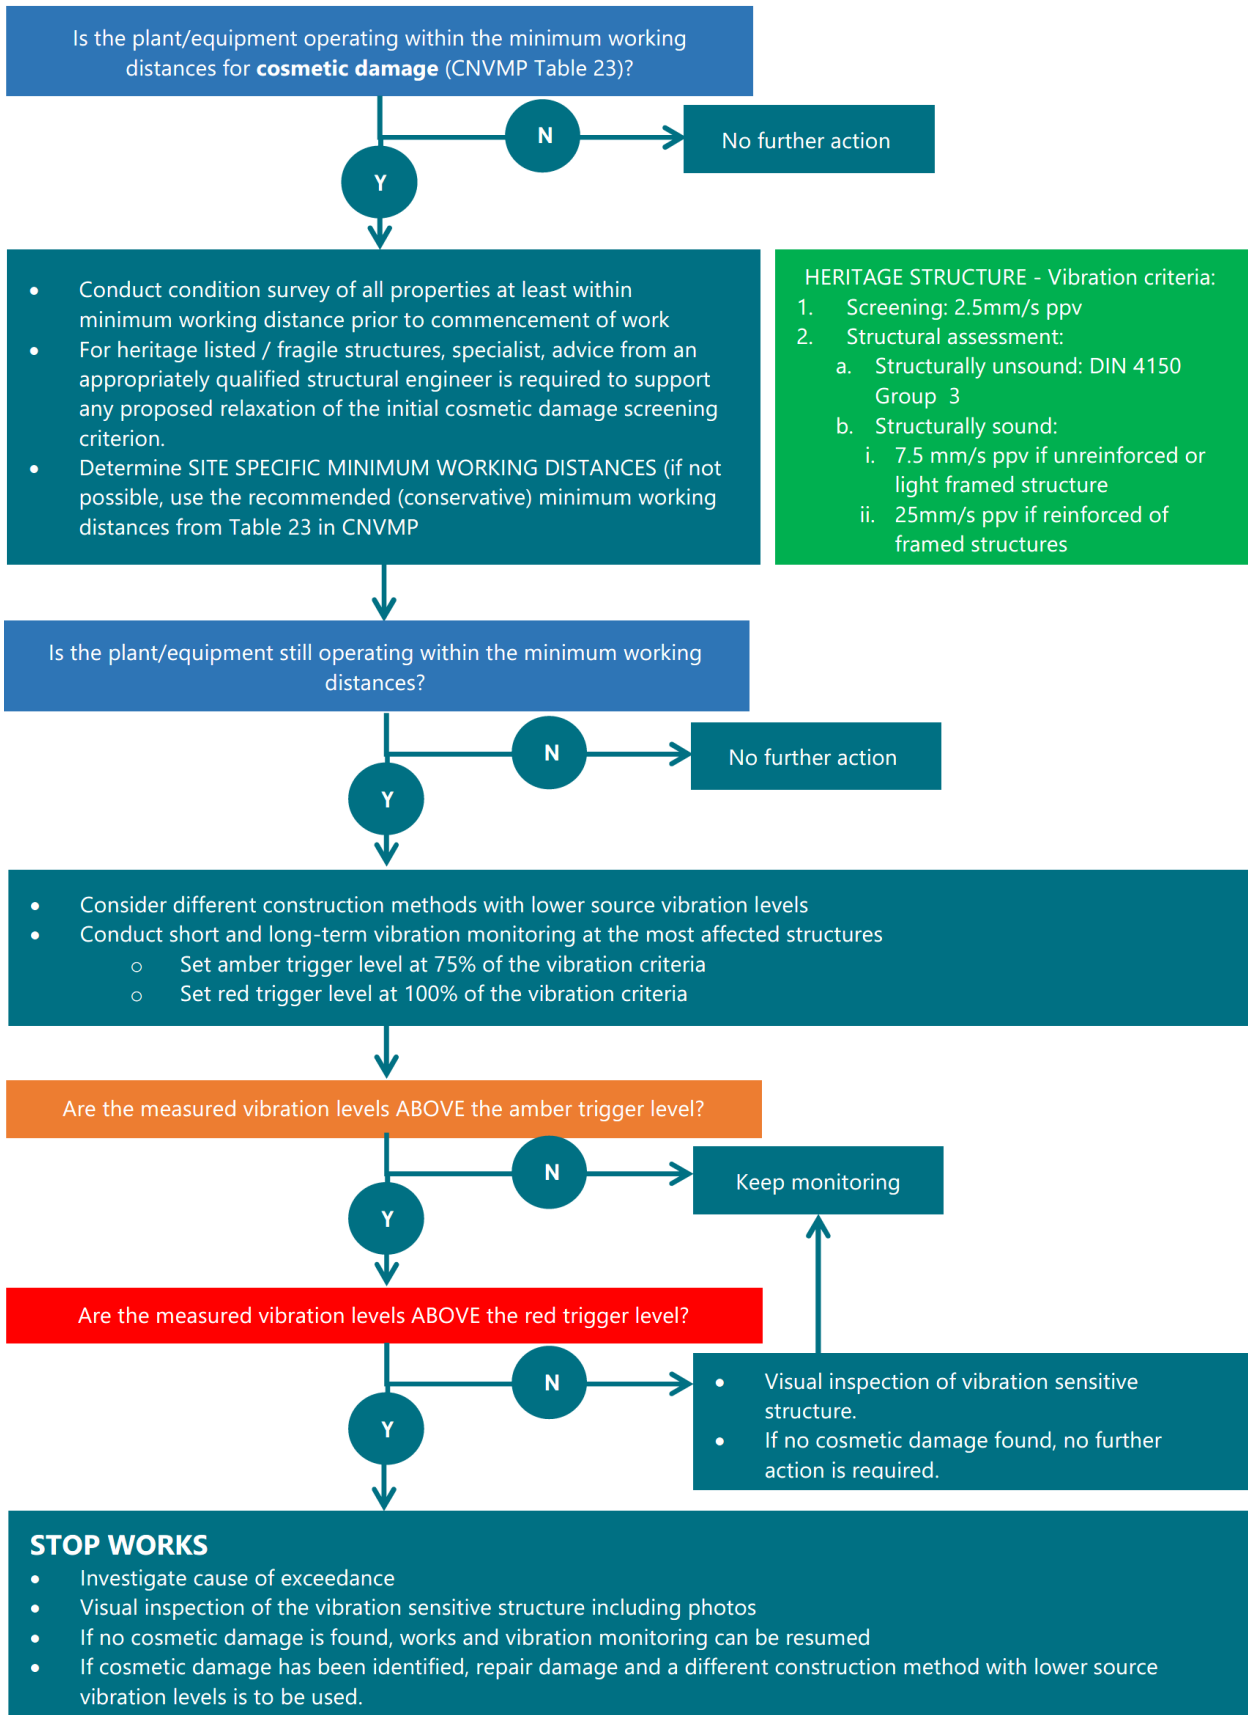 Is the plant/equipment operating within the minimum working
distances for cosmetic damage (CNVMP Table 23)?
N
No further action
Y
• Conduct condition survey of all properties at least within
minimum working distance prior to commencement of work
• For heritage listed / fragile structures, specialist, advice from an
appropriately qualified structural engineer is required to support
any proposed relaxation of the initial cosmetic damage screening
criterion.
• Determine SITE SPECIFIC MINIMUM WORKING DISTANCES (if not
possible, use the recommended (conservative) minimum working
distances from Table 23 in CNVMP
HERITAGE STRUCTURE - Vibration criteria:
1. Screening: 2.5mm/s ppv
2. Structural assessment:
a. Structurally unsound: DIN 4150
Group 3
b. Structurally sound:
i. 7.5 mm/s ppv if unreinforced or
light framed structure
ii. 25mm/s ppv if reinforced of
framed structures
Is the plant/equipment still operating within the minimum working
distances?
N
No further action
Y
• Consider different construction methods with lower source vibration levels
• Conduct short and long-term vibration monitoring at the most affected structures
o Set amber trigger level at 75% of the vibration criteria
o Set red trigger level at 100% of the vibration criteria
Are the measured vibration levels ABOVE the amber trigger level?
N
Keep monitoring
Y
Are the measured vibration levels ABOVE the red trigger level?
N
• Visual inspection of vibration sensitive
structure.
• If no cosmetic damage found, no further
action is required.
Y
STOP WORKS
• Investigate cause of exceedance
• Visual inspection of the vibration sensitive structure including photos
• If no cosmetic damage is found, works and vibration monitoring can be resumed
• If cosmetic damage has been identified, repair damage and a different construction method with lower source
vibration levels is to be used.